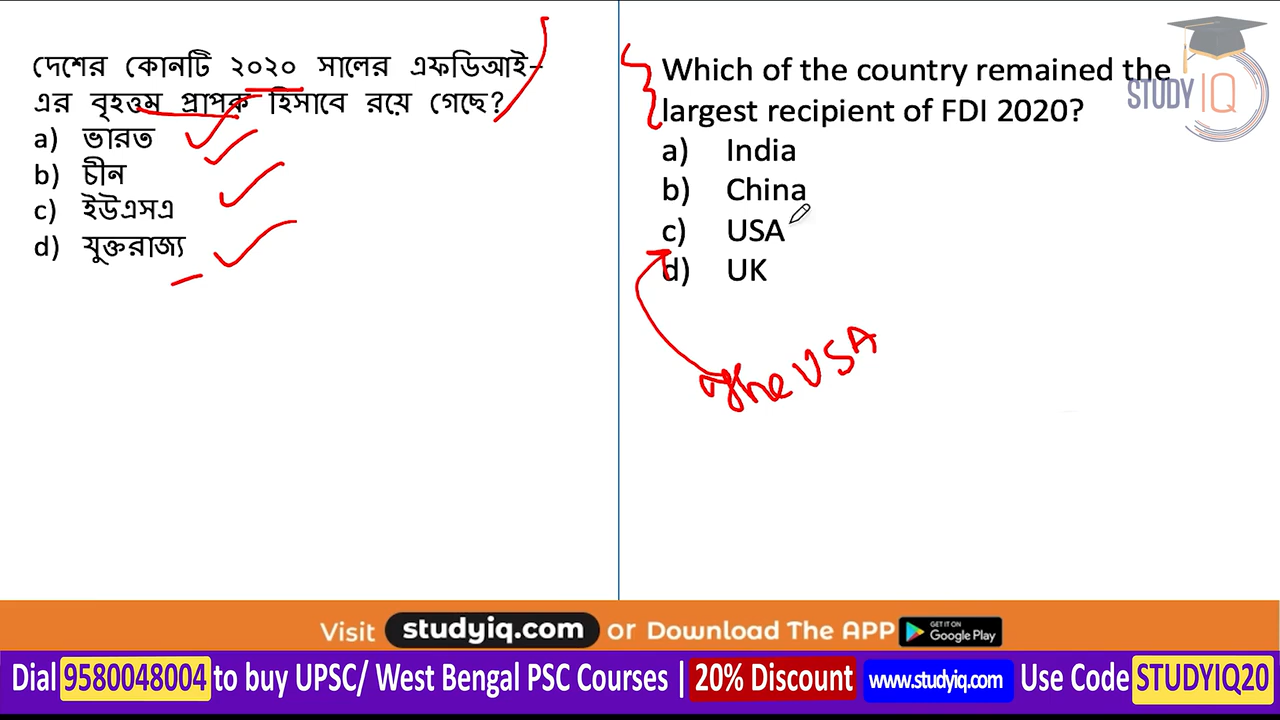 দেশের কোনটি ২০২০ সালের এফডিআই-
এর বৃহত্তম প্রাপক হিসাবে রয়ে গেছে?
a) ভারত
b) চীন
c) ইউএসএ
d) যুক্তরাজ্য
Which of the country remained the
largest recipient of FDI 2020?
a) India
b) China
c) USA
d) UK
The USA
STUDY IQ
Visit studyiq.com or Download The APP GET IT ON Google Play
Dial 9580048004 to buy UPSC/ West Bengal PSC Courses | 20% Discount www.studyiq.com Use Code STUDYIQ20